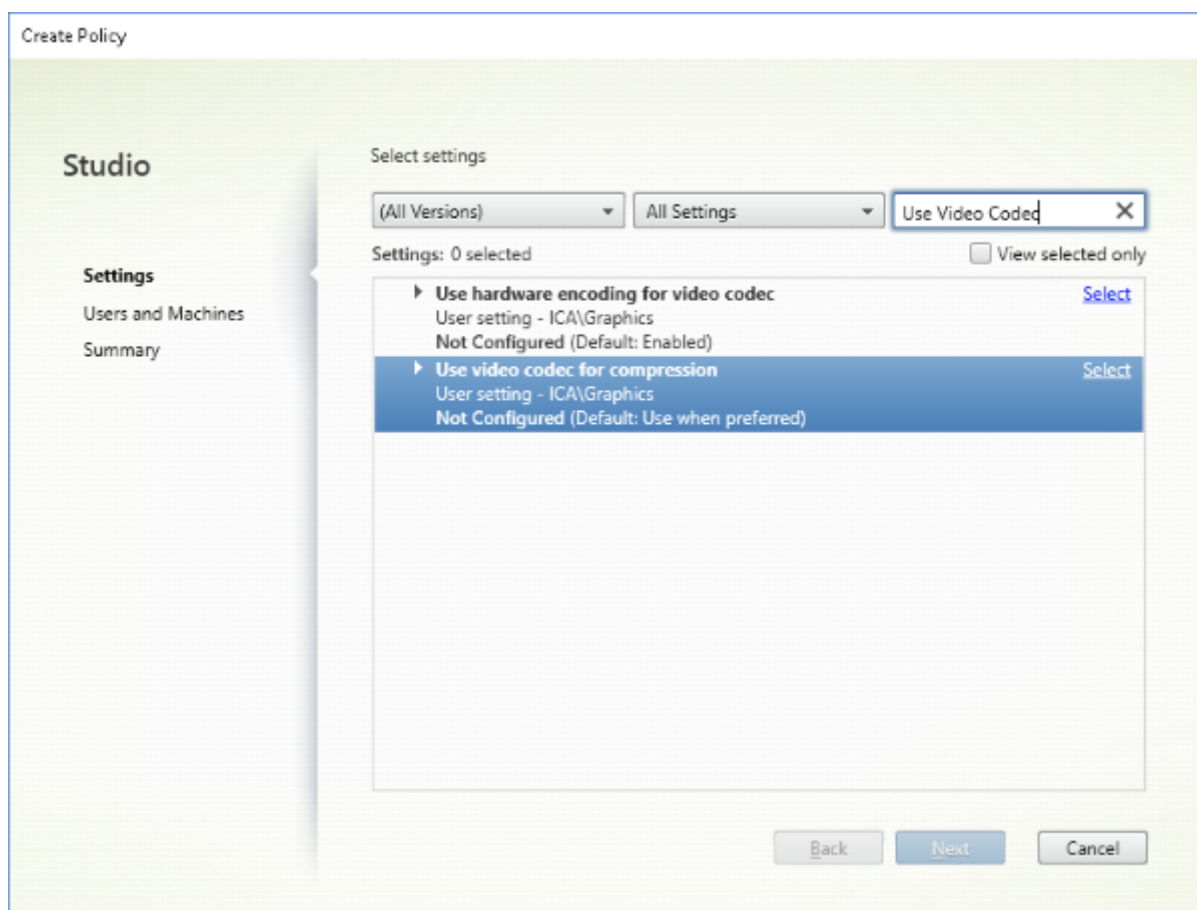 Create Policy
Studio
Settings
Users and Machines
Summary
Select settings
(All Versions) All Settings Use Video Codec
Settings: 0 selected View selected only
Use hardware encoding for video codec Select
User setting - ICA\Graphics
Not Configured (Default: Enabled)
Use video codec for compression Select
User setting - ICA\Graphics
Not Configured (Default: Use when preferred)
Back Next Cancel